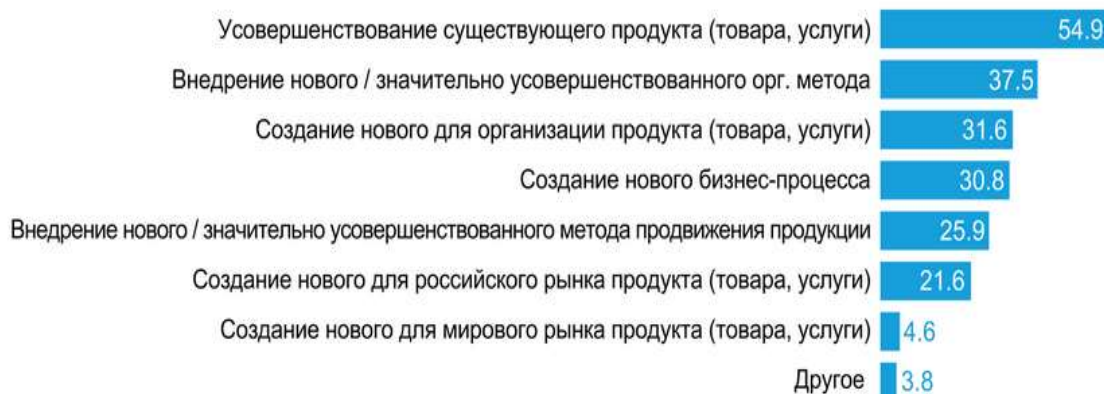 Усовершенствование существующего продукта (товара, услуги) 54.9
Внедрение нового / значительно усовершенствованного орг. метода 37.5
Создание нового для организации продукта (товара, услуги) 31.6
Создание нового бизнес-процесса 30.8
Внедрение нового / значительно усовершенствованного метода продвижения продукции 25.9
Создание нового для российского рынка продукта (товара, услуги) 21.6
Создание нового для мирового рынка продукта (товара, услуги) 4.6
Другое 3.8